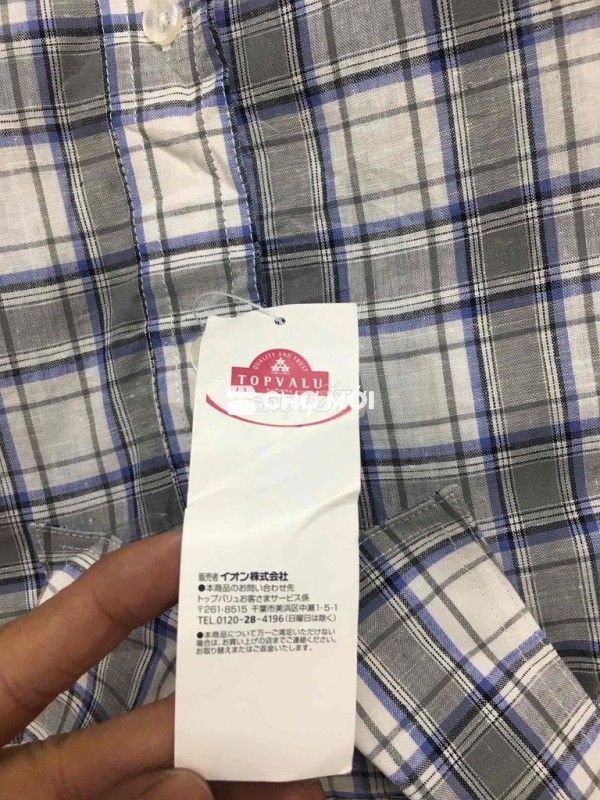 QUALITY AND TRUST
TOPVALU
CHỢ MỚI
販売者 イオン株式会社
●本商品のお問い合わせ先
トップバリュお客さまサービス係
〒261-8515 千葉市美浜区中瀬1-5-1
TEL.0120-28-4196(日曜日は除く)
●本商品について万一ご満足いただけない
場合は、お買い上げの店までご連絡ください。
お取り替えまたはご返金いたします。